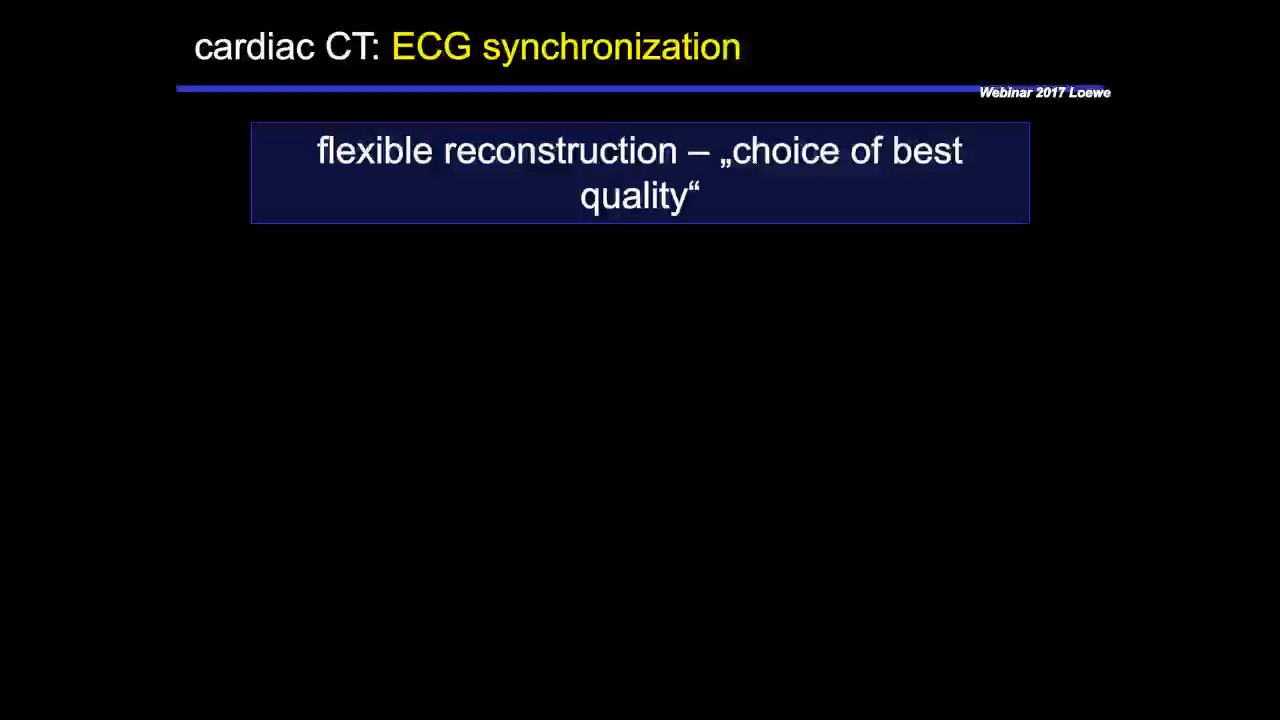 cardiac CT: ECG synchronization
Webinar 2017 Loewe
flexible reconstruction – „choice of best
quality“